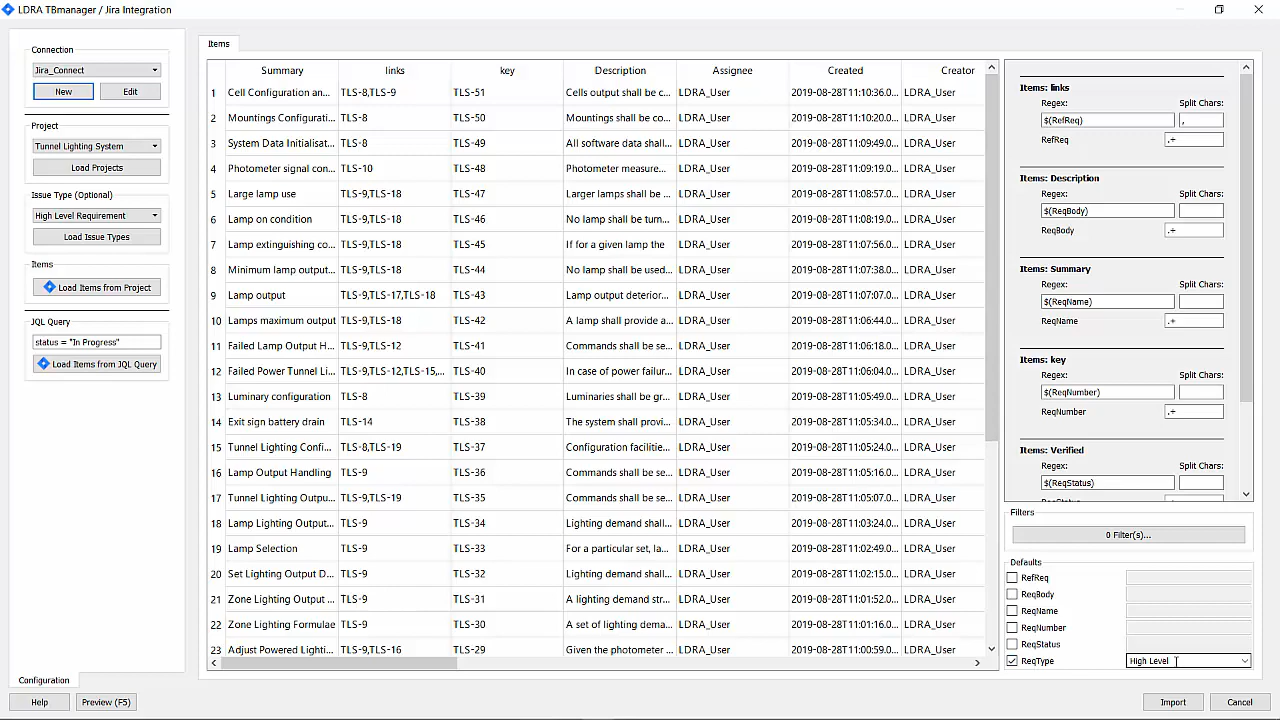 LDRA TBmanager / Jira Integration
Connection
Jira_Connect
New Edit
Project
Tunnel Lighting System
Load Projects
Issue Type (Optional)
High Level Requirement
Load Issue Types
Items
Load Items from Project
JQL Query
status = "In Progress"
Load Items from JQL Query
Configuration
Help Preview (F5)
Items
Summary links key Description Assignee Created Creator
1 Cell Configuration an... TLS-8,TLS-9 TLS-51 Cells output shall be c... LDRA_User 2019-08-28T11:10:36.0... LDRA_User
2 Mountings Configurati... TLS-8 TLS-50 Mountings shall be co... LDRA_User 2019-08-28T11:10:20.0... LDRA_User
3 System Data Initialisat... TLS-8 TLS-49 All software data shall... LDRA_User 2019-08-28T11:09:49.0... LDRA_User
4 Photometer signal con... TLS-10 TLS-48 Photometer measure... LDRA_User 2019-08-28T11:09:19.0... LDRA_User
5 Large lamp use TLS-9,TLS-18 TLS-47 Larger lamps shall be ... LDRA_User 2019-08-28T11:08:57.0... LDRA_User
6 Lamp on condition TLS-9,TLS-18 TLS-46 No lamp shall be turn... LDRA_User 2019-08-28T11:08:19.0... LDRA_User
7 Lamp extinguishing co... TLS-9,TLS-18 TLS-45 If for a given lamp the LDRA_User 2019-08-28T11:07:56.0... LDRA_User
8 Minimum lamp output... TLS-9,TLS-18 TLS-44 No lamp shall be used... LDRA_User 2019-08-28T11:07:38.0... LDRA_User
9 Lamp output TLS-9,TLS-17,TLS-18 TLS-43 Lamp output deterior... LDRA_User 2019-08-28T11:07:07.0... LDRA_User
10 Lamps maximum output TLS-9,TLS-18 TLS-42 A lamp shall provide a... LDRA_User 2019-08-28T11:06:44.0... LDRA_User
11 Failed Lamp Output H... TLS-9,TLS-12 TLS-41 Commands shall be se... LDRA_User 2019-08-28T11:06:18.0... LDRA_User
12 Failed Power Tunnel Li... TLS-9,TLS-12,TLS-15,... TLS-40 In case of power failur... LDRA_User 2019-08-28T11:06:04.0... LDRA_User
13 Luminary configuration TLS-8 TLS-39 Luminaries shall be gr... LDRA_User 2019-08-28T11:05:49.0... LDRA_User
14 Exit sign battery drain TLS-14 TLS-38 The system shall provi... LDRA_User 2019-08-28T11:05:34.0... LDRA_User
15 Tunnel Lighting Confi... TLS-8,TLS-19 TLS-37 Configuration facilitie... LDRA_User 2019-08-28T11:05:24.0... LDRA_User
16 Lamp Output Handling TLS-9 TLS-36 Commands shall be se... LDRA_User 2019-08-28T11:05:16.0... LDRA_User
17 Tunnel Lighting Outpu... TLS-9,TLS-19 TLS-35 Commands shall be se... LDRA_User 2019-08-28T11:05:07.0... LDRA_User
18 Lamp Lighting Output... TLS-9 TLS-34 Lighting demand shall... LDRA_User 2019-08-28T11:03:24.0... LDRA_User
19 Lamp Selection TLS-9 TLS-33 For a particular set, la... LDRA_User 2019-08-28T11:02:49.0... LDRA_User
20 Set Lighting Output D... TLS-9 TLS-32 Lighting demand shall... LDRA_User 2019-08-28T11:02:15.0... LDRA_User
21 Zone Lighting Output ... TLS-9 TLS-31 A lighting demand str... LDRA_User 2019-08-28T11:01:52.0... LDRA_User
22 Zone Lighting Formulae TLS-9 TLS-30 A set of lighting dema... LDRA_User 2019-08-28T11:01:16.0... LDRA_User
23 Adjust Powered Lighti... TLS-9,TLS-16 TLS-29 Given the photometer ... LDRA_User 2019-08-28T11:00:59.0... LDRA_User
Items: links
Regex: Split Chars:
$(RefReq) ,
RefReq .+
Items: Description
Regex: Split Chars:
$(ReqBody)
ReqBody .+
Items: Summary
Regex: Split Chars:
$(ReqName)
ReqName .+
Items: key
Regex: Split Chars:
$(ReqNumber)
ReqNumber .+
Items: Verified
Regex: Split Chars:
$(ReqStatus)
Filters
0 Filter(s)...
Defaults
RefReq
ReqBody
ReqName
ReqNumber
ReqStatus
ReqType High Level
Import Cancel